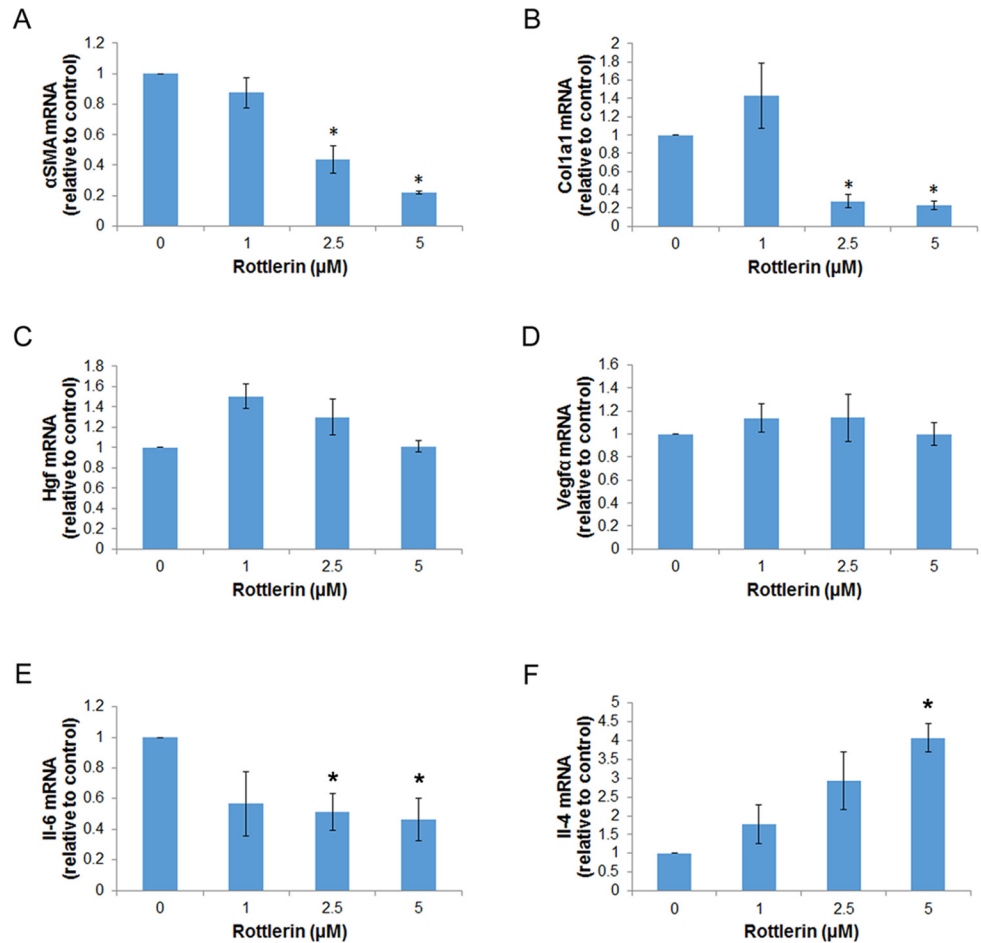 A
αSMA mRNA
(relative to control)
1.2
1
0.8
0.6
0.4
0.2
0
*
*
0 1 2.5 5
Rottlerin (µM)
B
Col1a1 mRNA
(relative to control)
2
1.8
1.6
1.4
1.2
1
0.8
0.6
0.4
0.2
0
*
*
0 1 2.5 5
Rottlerin (µM)
C
Hgf mRNA
(relative to control)
1.8
1.6
1.4
1.2
1
0.8
0.6
0.4
0.2
0
0 1 2.5 5
Rottlerin (µM)
D
Vegfα mRNA
(relative to control)
1.6
1.4
1.2
1
0.8
0.6
0.4
0.2
0
0 1 2.5 5
Rottlerin (µM)
E
Il-6 mRNA
(relative to control)
1.2
1
0.8
0.6
0.4
0.2
0
*
*
0 1 2.5 5
Rottlerin (µM)
F
Il-4 mRNA
(relative to control)
5
4.5
4
3.5
3
2.5
2
1.5
1
0.5
0
*
0 1 2.5 5
Rottlerin (µM)